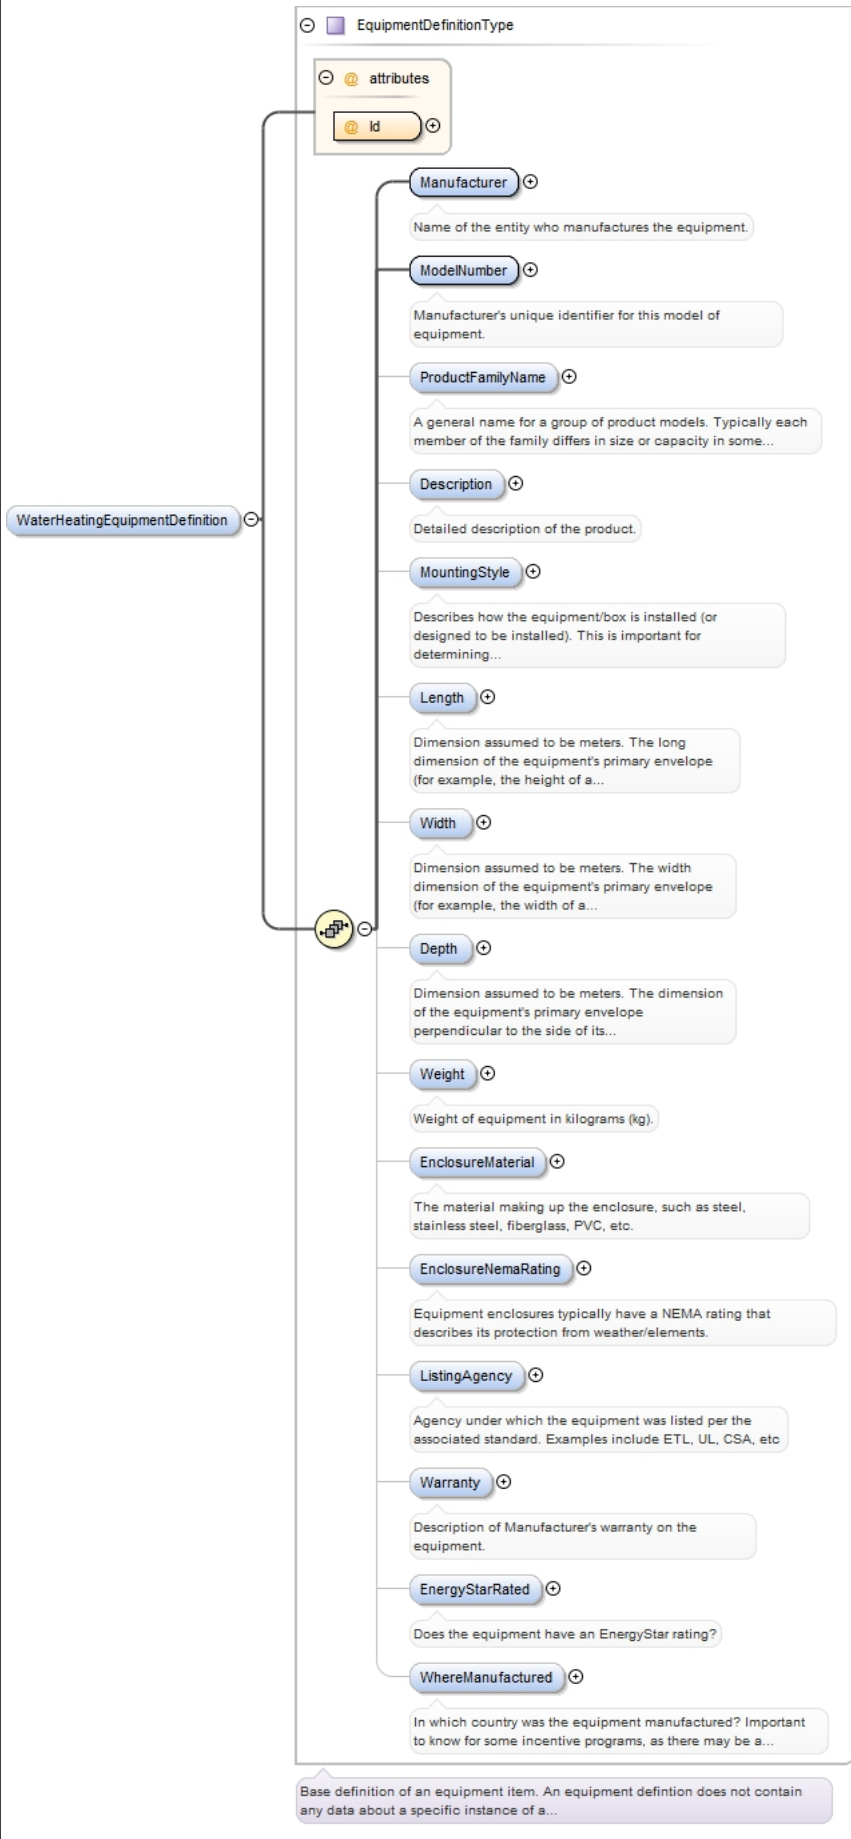 EquipmentDefinitionType
@ attributes
@ Id
Manufacturer
Name of the entity who manufactures the equipment.
ModelNumber
Manufacturer's unique identifier for this model of
equipment.
ProductFamilyName
A general name for a group of product models. Typically each
member of the family differs in size or capacity in some...
Description
WaterHeatingEquipmentDefinition
Detailed description of the product.
MountingStyle
Describes how the equipment/box is installed (or
designed to be installed). This is important for
determining...
Length
Dimension assumed to be meters. The long
dimension of the equipment's primary envelope
(for example, the height of a...
Width
Dimension assumed to be meters. The width
dimension of the equipment's primary envelope
(for example, the width of a...
Depth
Dimension assumed to be meters. The dimension
of the equipment's primary envelope
perpendicular to the side of its...
Weight
Weight of equipment in kilograms (kg).
EnclosureMaterial
The material making up the enclosure, such as steel,
stainless steel, fiberglass, PVC, etc.
EnclosureNemaRating
Equipment enclosures typically have a NEMA rating that
describes its protection from weather/elements.
ListingAgency
Agency under which the equipment was listed per the
associated standard. Examples include ETL, UL, CSA, etc
Warranty
Description of Manufacturer's warranty on the
equipment.
EnergyStarRated
Does the equipment have an EnergyStar rating?
WhereManufactured
In which country was the equipment manufactured? Important
to know for some incentive programs, as there may be a...
Base definition of an equipment item. An equipment defintion does not contain
any data about a specific instance of a...